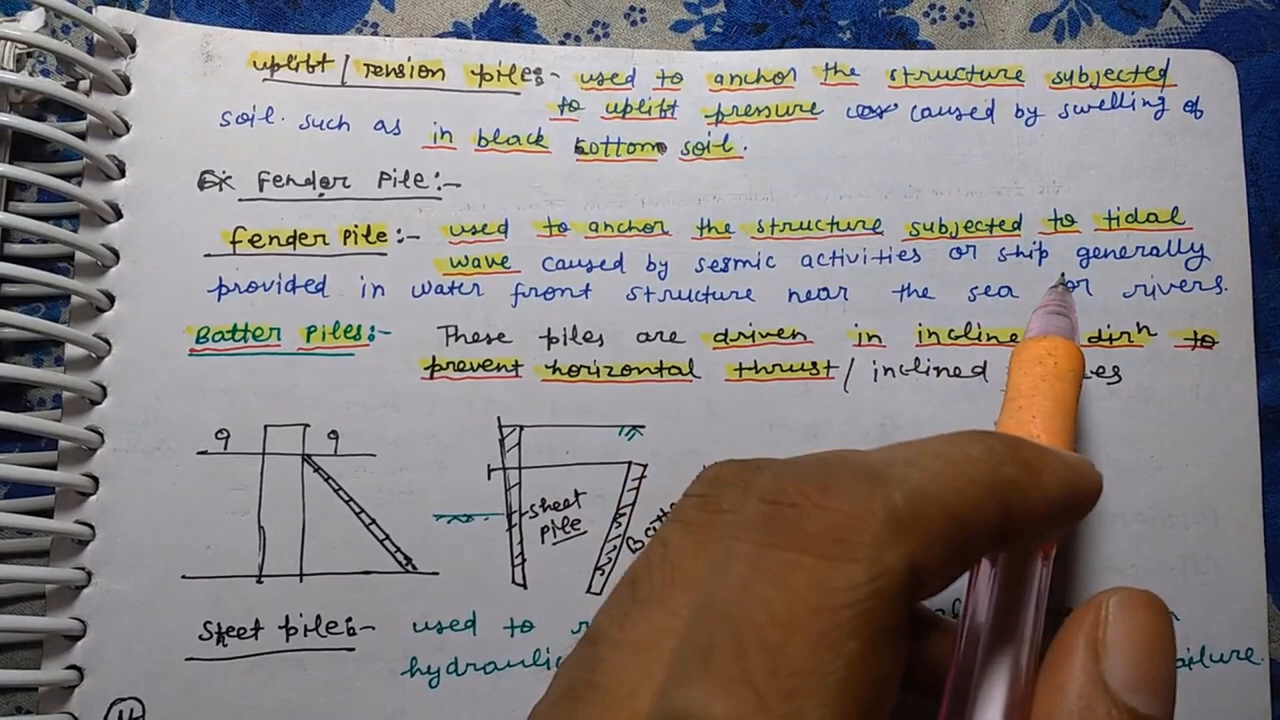 uplift / Tension piles - used to anchor the structure subjected
to uplift pressure caused by swelling of
soil. such as in black bottom soil.
Fender Pile:-
fender pile:- used to anchor the structure subjected to tidal
wave caused by sesmic activities or ship generally
provided in water front structure near the sea or rivers.
Batter Piles:- These piles are driven in incline dirn to
prevent horizontal thrust / inclined
q q
sheet
pile
Sheet piles:- used to
hydraulic
11